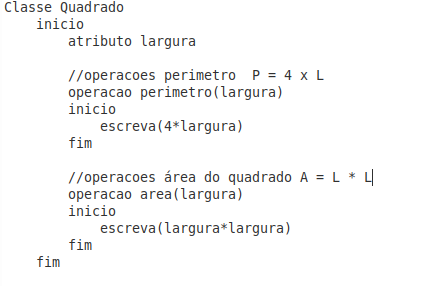 Classe Quadrado
inicio
atributo largura
//operacoes perimetro  P = 4 x L
operacao perimetro(largura)
inicio
escreva(4*largura)
fim
//operacoes área do quadrado A = L * L
operacao area(largura)
inicio
escreva(largura*largura)
fim
fim